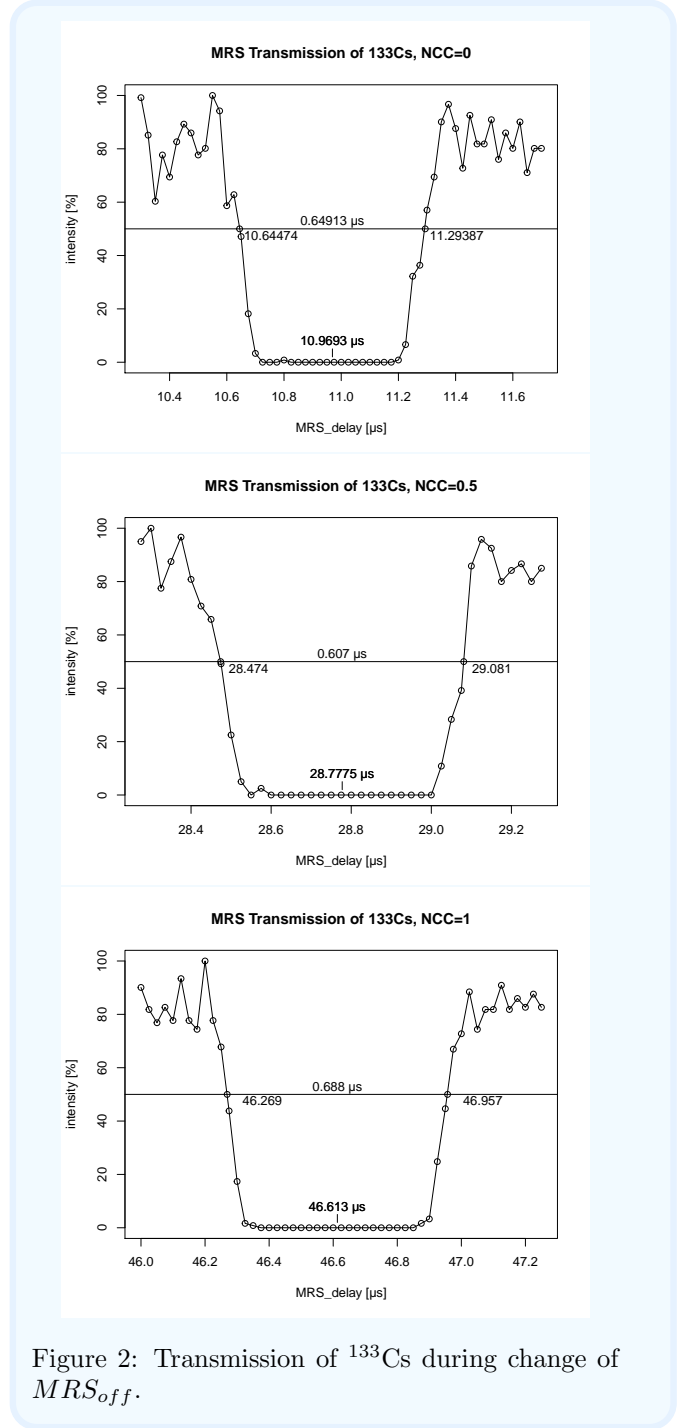 MRS Transmission of 133Cs, NCC=0
intensity [%]
100
80
60
40
20
0
0.64913 µs
10.64474
11.29387
10.9693 µs
10.4 10.6 10.8 11.0 11.2 11.4 11.6
MRS_delay [µs]
MRS Transmission of 133Cs, NCC=0.5
intensity [%]
100
80
60
40
20
0
0.607 µs
28.474
29.081
28.7775 µs
28.4 28.6 28.8 29.0 29.2
MRS_delay [µs]
MRS Transmission of 133Cs, NCC=1
intensity [%]
100
80
60
40
20
0
0.688 µs
46.269
46.957
46.613 µs
46.0 46.2 46.4 46.6 46.8 47.0 47.2
MRS_delay [µs]
Figure 2: Transmission of ¹³³Cs during change of
MRS_off.